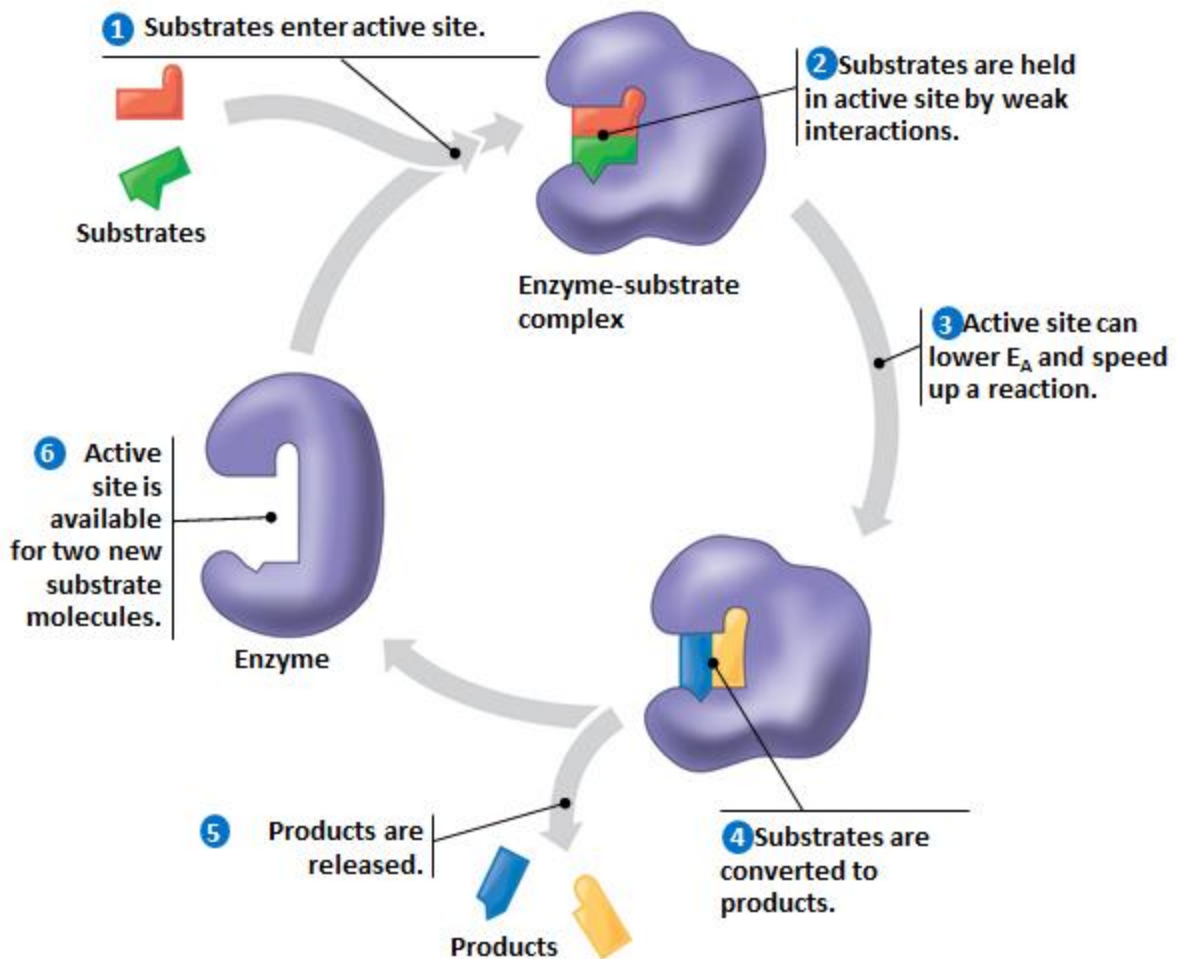 1 Substrates enter active site.
2 Substrates are held
in active site by weak
interactions.
Substrates
Enzyme-substrate
complex
3 Active site can
lower EA and speed
up a reaction.
6 Active
site is
available
for two new
substrate
molecules.
Enzyme
5 Products are
released.
4 Substrates are
converted to
products.
Products